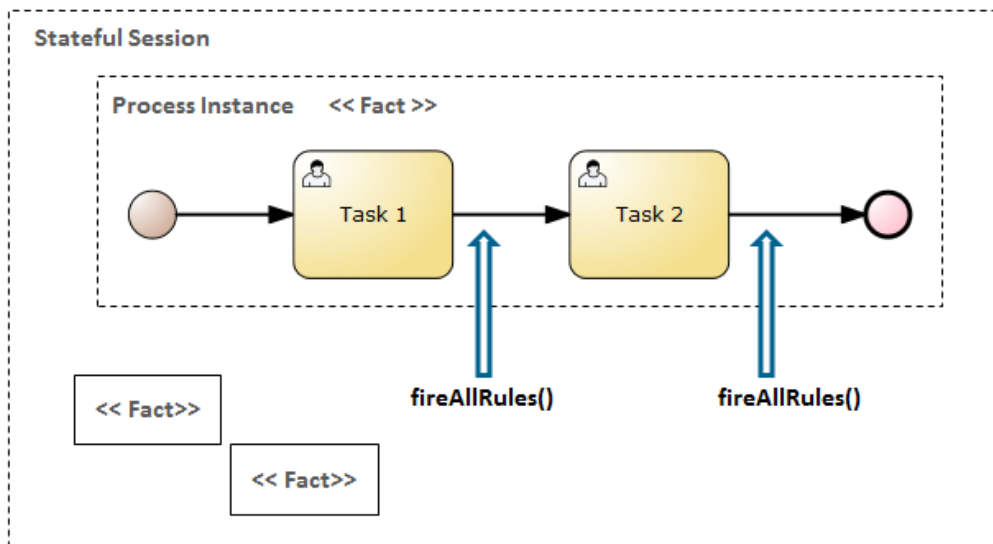 Stateful Session
Process Instance << Fact >>
Task 1
Task 2
fireAllRules()
fireAllRules()
<< Fact>>
<< Fact>>